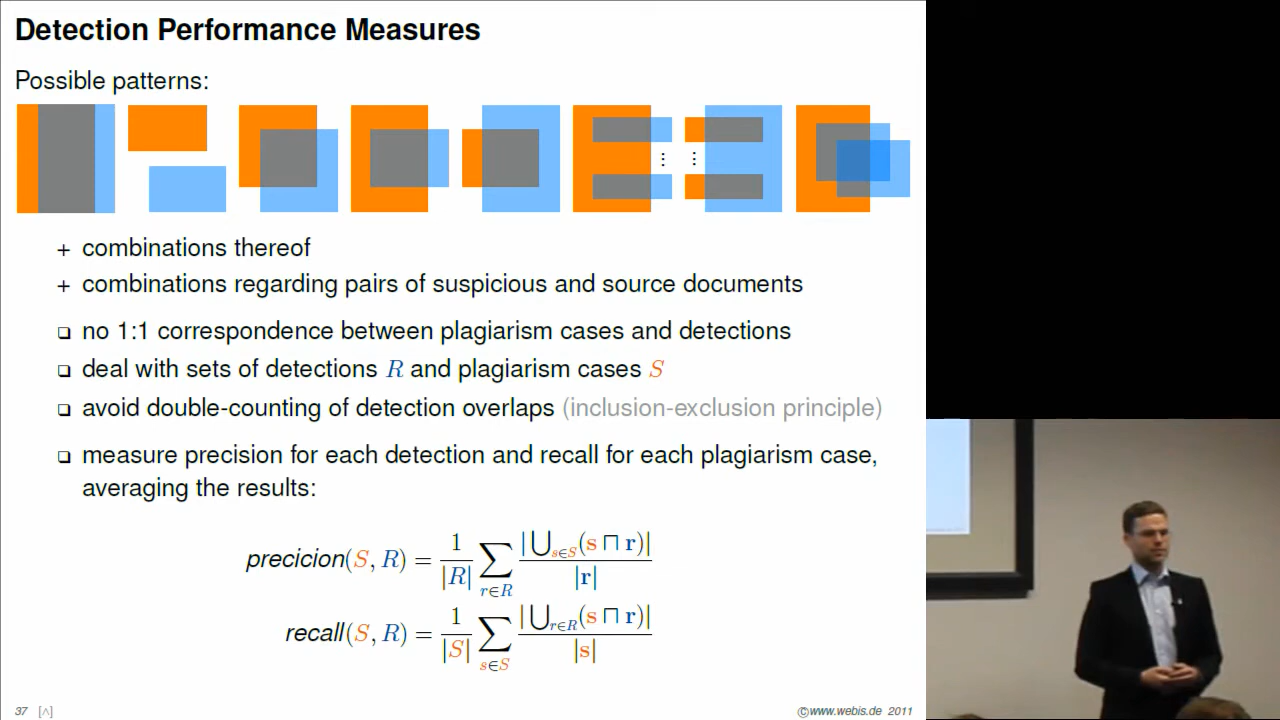 Detection Performance Measures
Possible patterns:
⋮ ⋮
+ combinations thereof
+ combinations regarding pairs of suspicious and source documents
❑ no 1:1 correspondence between plagiarism cases and detections
❑ deal with sets of detections R and plagiarism cases S
❑ avoid double-counting of detection overlaps (inclusion-exclusion principle)
❑ measure precision for each detection and recall for each plagiarism case,
averaging the results:
precicion(S, R) = 1/|R| ∑_{r∈R} |⋃_{s∈S}(s ⊓ r)| / |r|
recall(S, R) = 1/|S| ∑_{s∈S} |⋃_{r∈R}(s ⊓ r)| / |s|
37 [∧] ©www.webis.de 2011